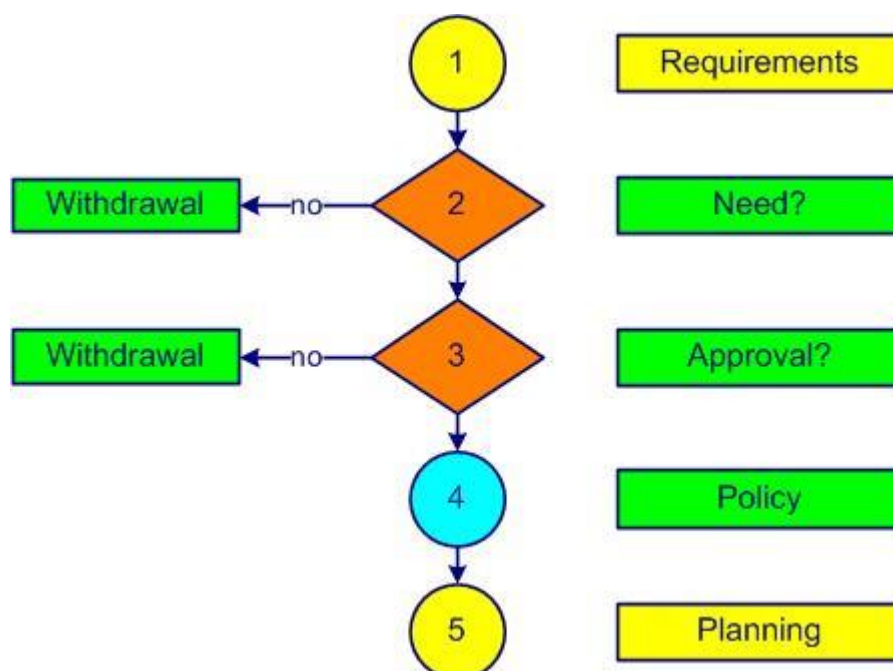 1 Requirements
Withdrawal no 2 Need?
Withdrawal no 3 Approval?
4 Policy
5 Planning